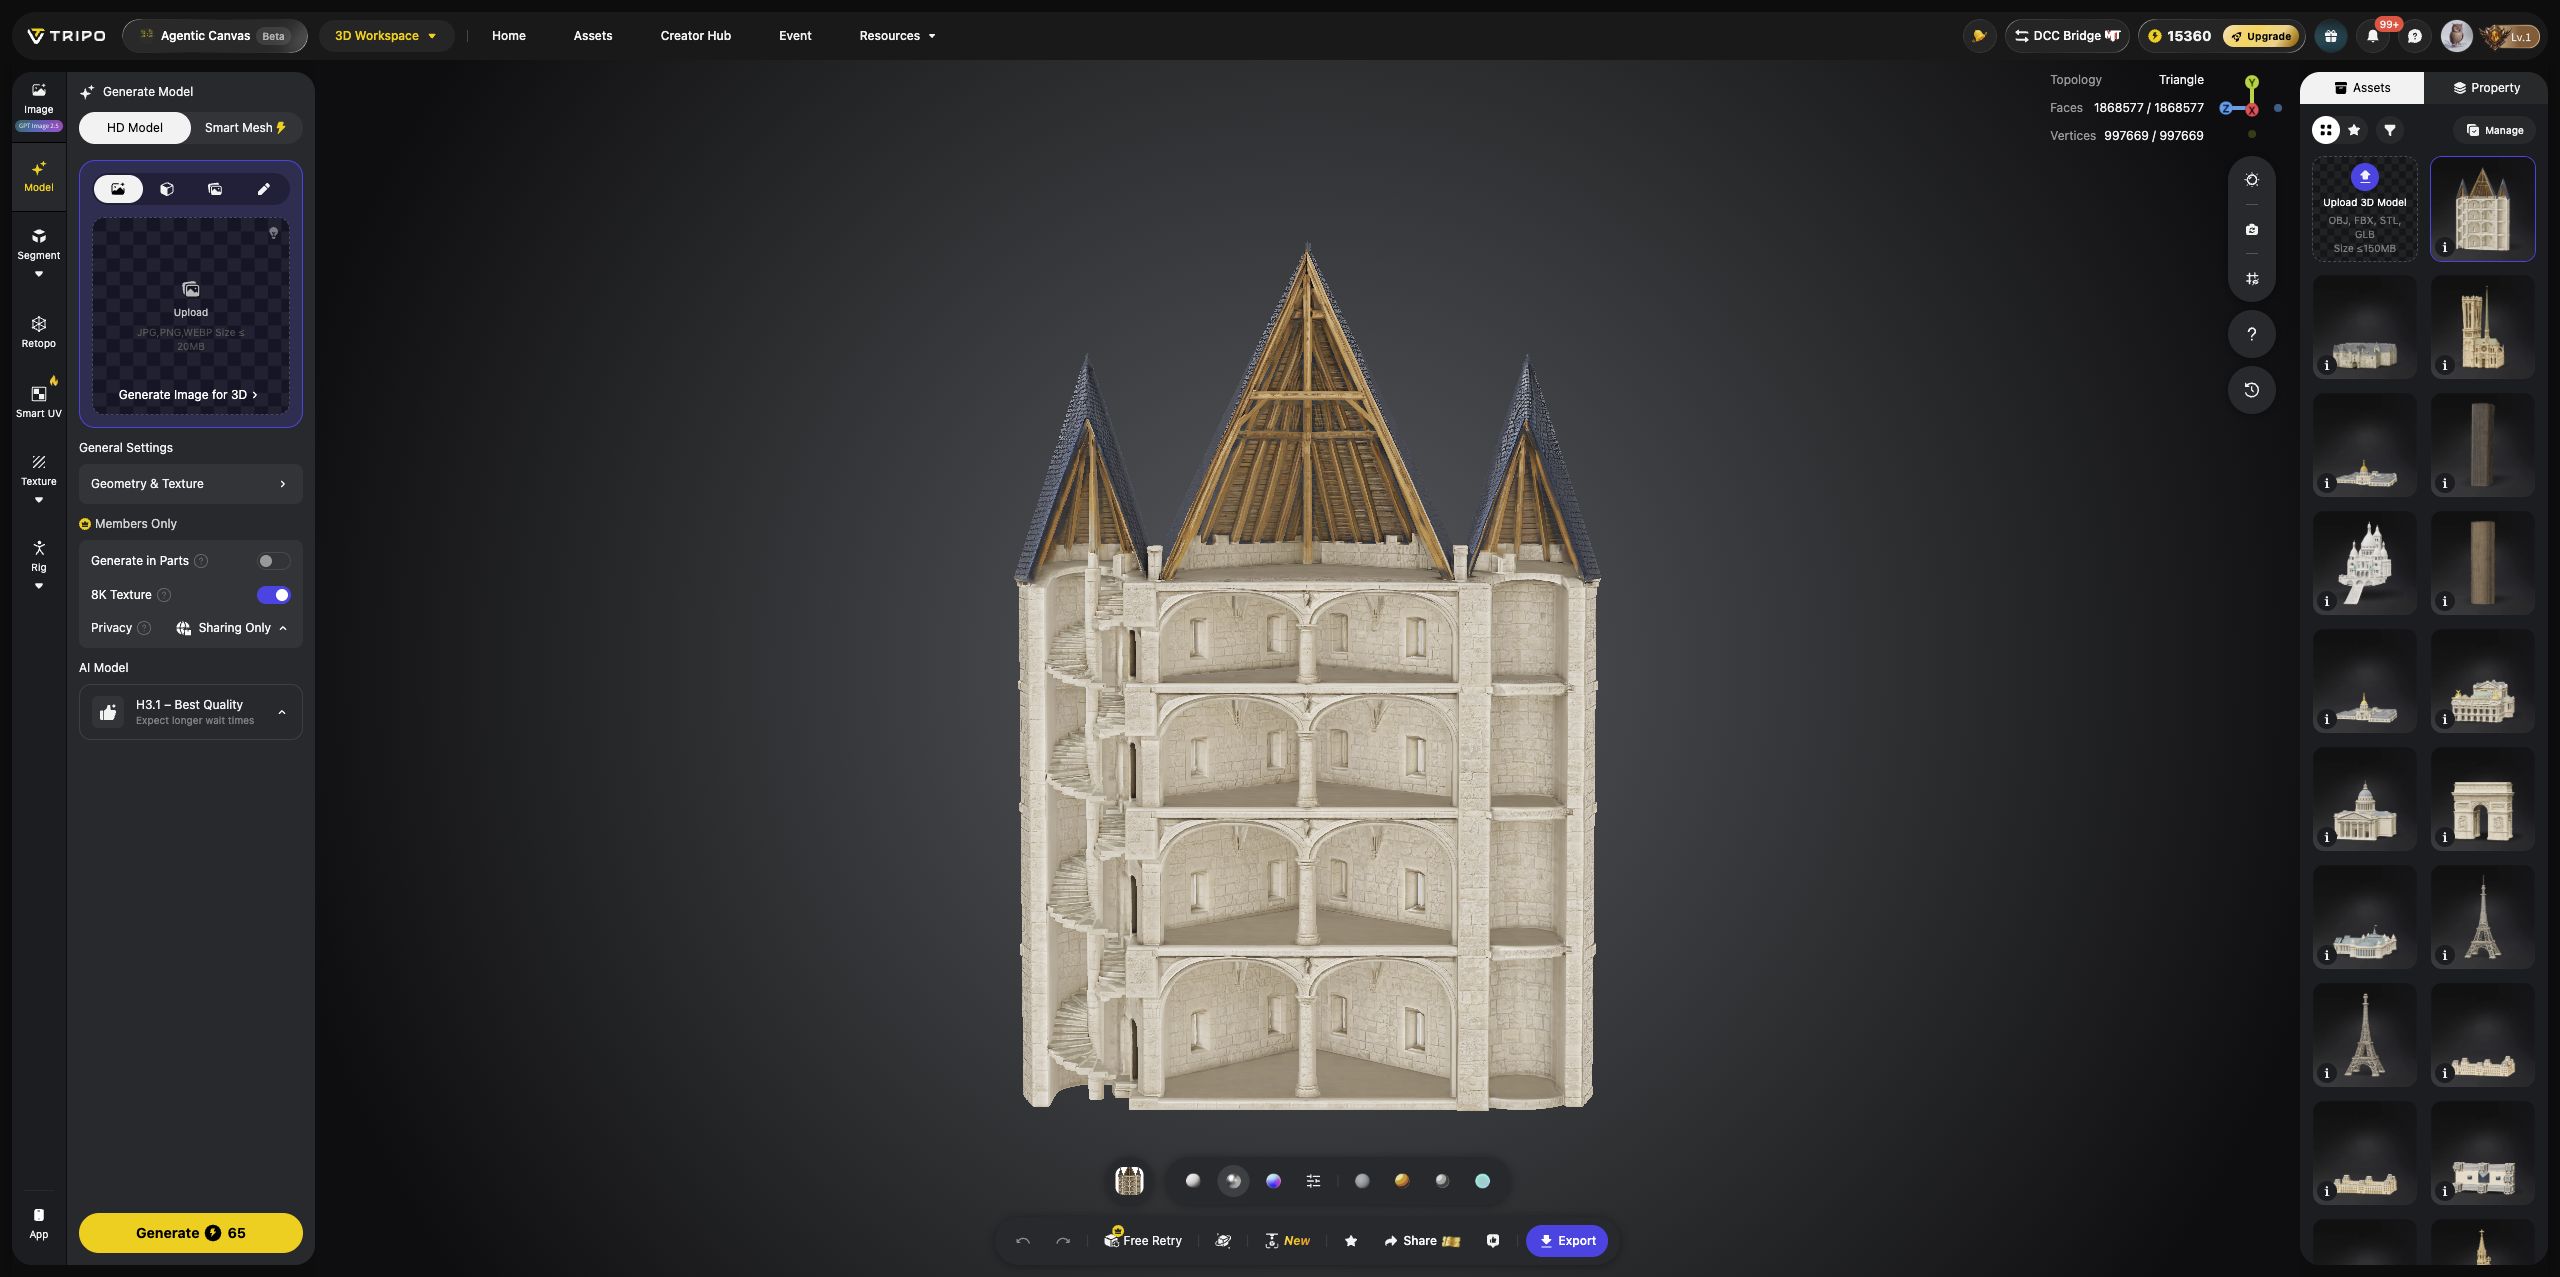 TRIPO
Agentic Canvas Beta
3D Workspace
Home
Assets
Creator Hub
Event
Resources
DCC Bridge
15360
Upgrade
99+
Lv.1
Image
GPT Image 2.5
Model
Segment
Retopo
Smart UV
Texture
Rig
App
Generate Model
HD Model
Smart Mesh
Upload
JPG,PNG,WEBP Size ≤
20MB
Generate Image for 3D
General Settings
Geometry & Texture
Members Only
Generate in Parts ?
8K Texture ?
Privacy ? Sharing Only
AI Model
H3.1 – Best Quality
Expect longer wait times
Generate 65
Topology Triangle
Faces 1868577 / 1868577
Vertices 997669 / 997669
Y
Z
X
?
Free Retry
New
Share
Export
Assets
Property
Manage
Upload 3D Model
OBJ, FBX, STL,
GLB
Size ≤150MB